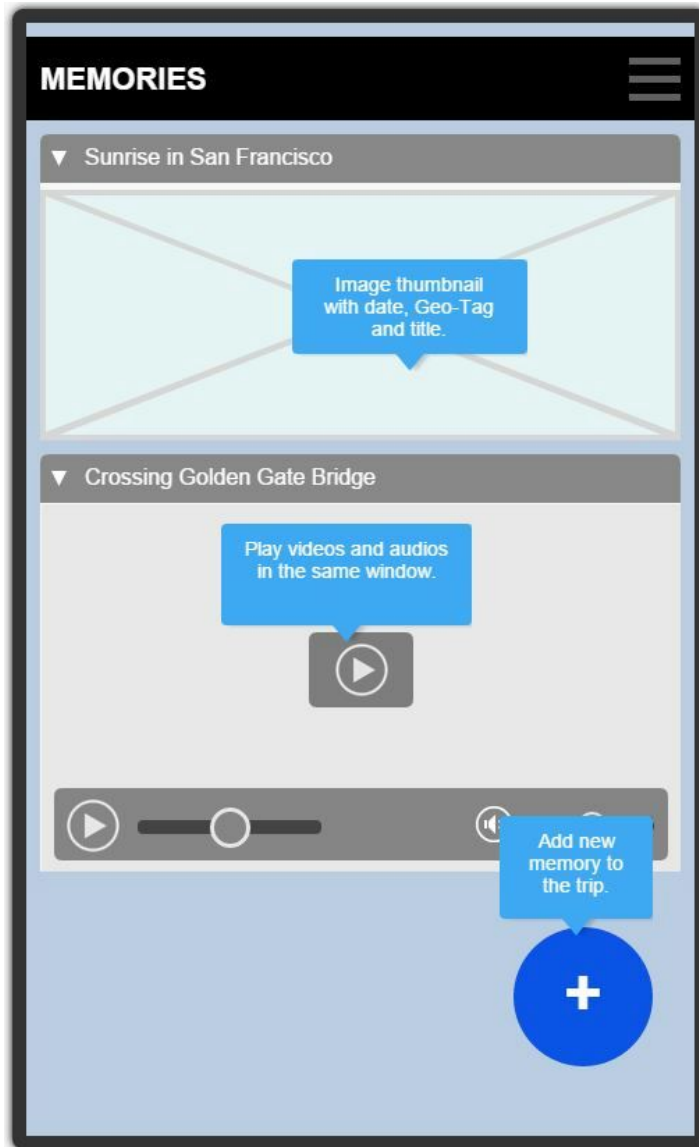 MEMORIES
Sunrise in San Francisco
Image thumbnail
with date, Geo-Tag
and title.
Crossing Golden Gate Bridge
Play videos and audios
in the same window.
Add new
memory to
the trip.
+